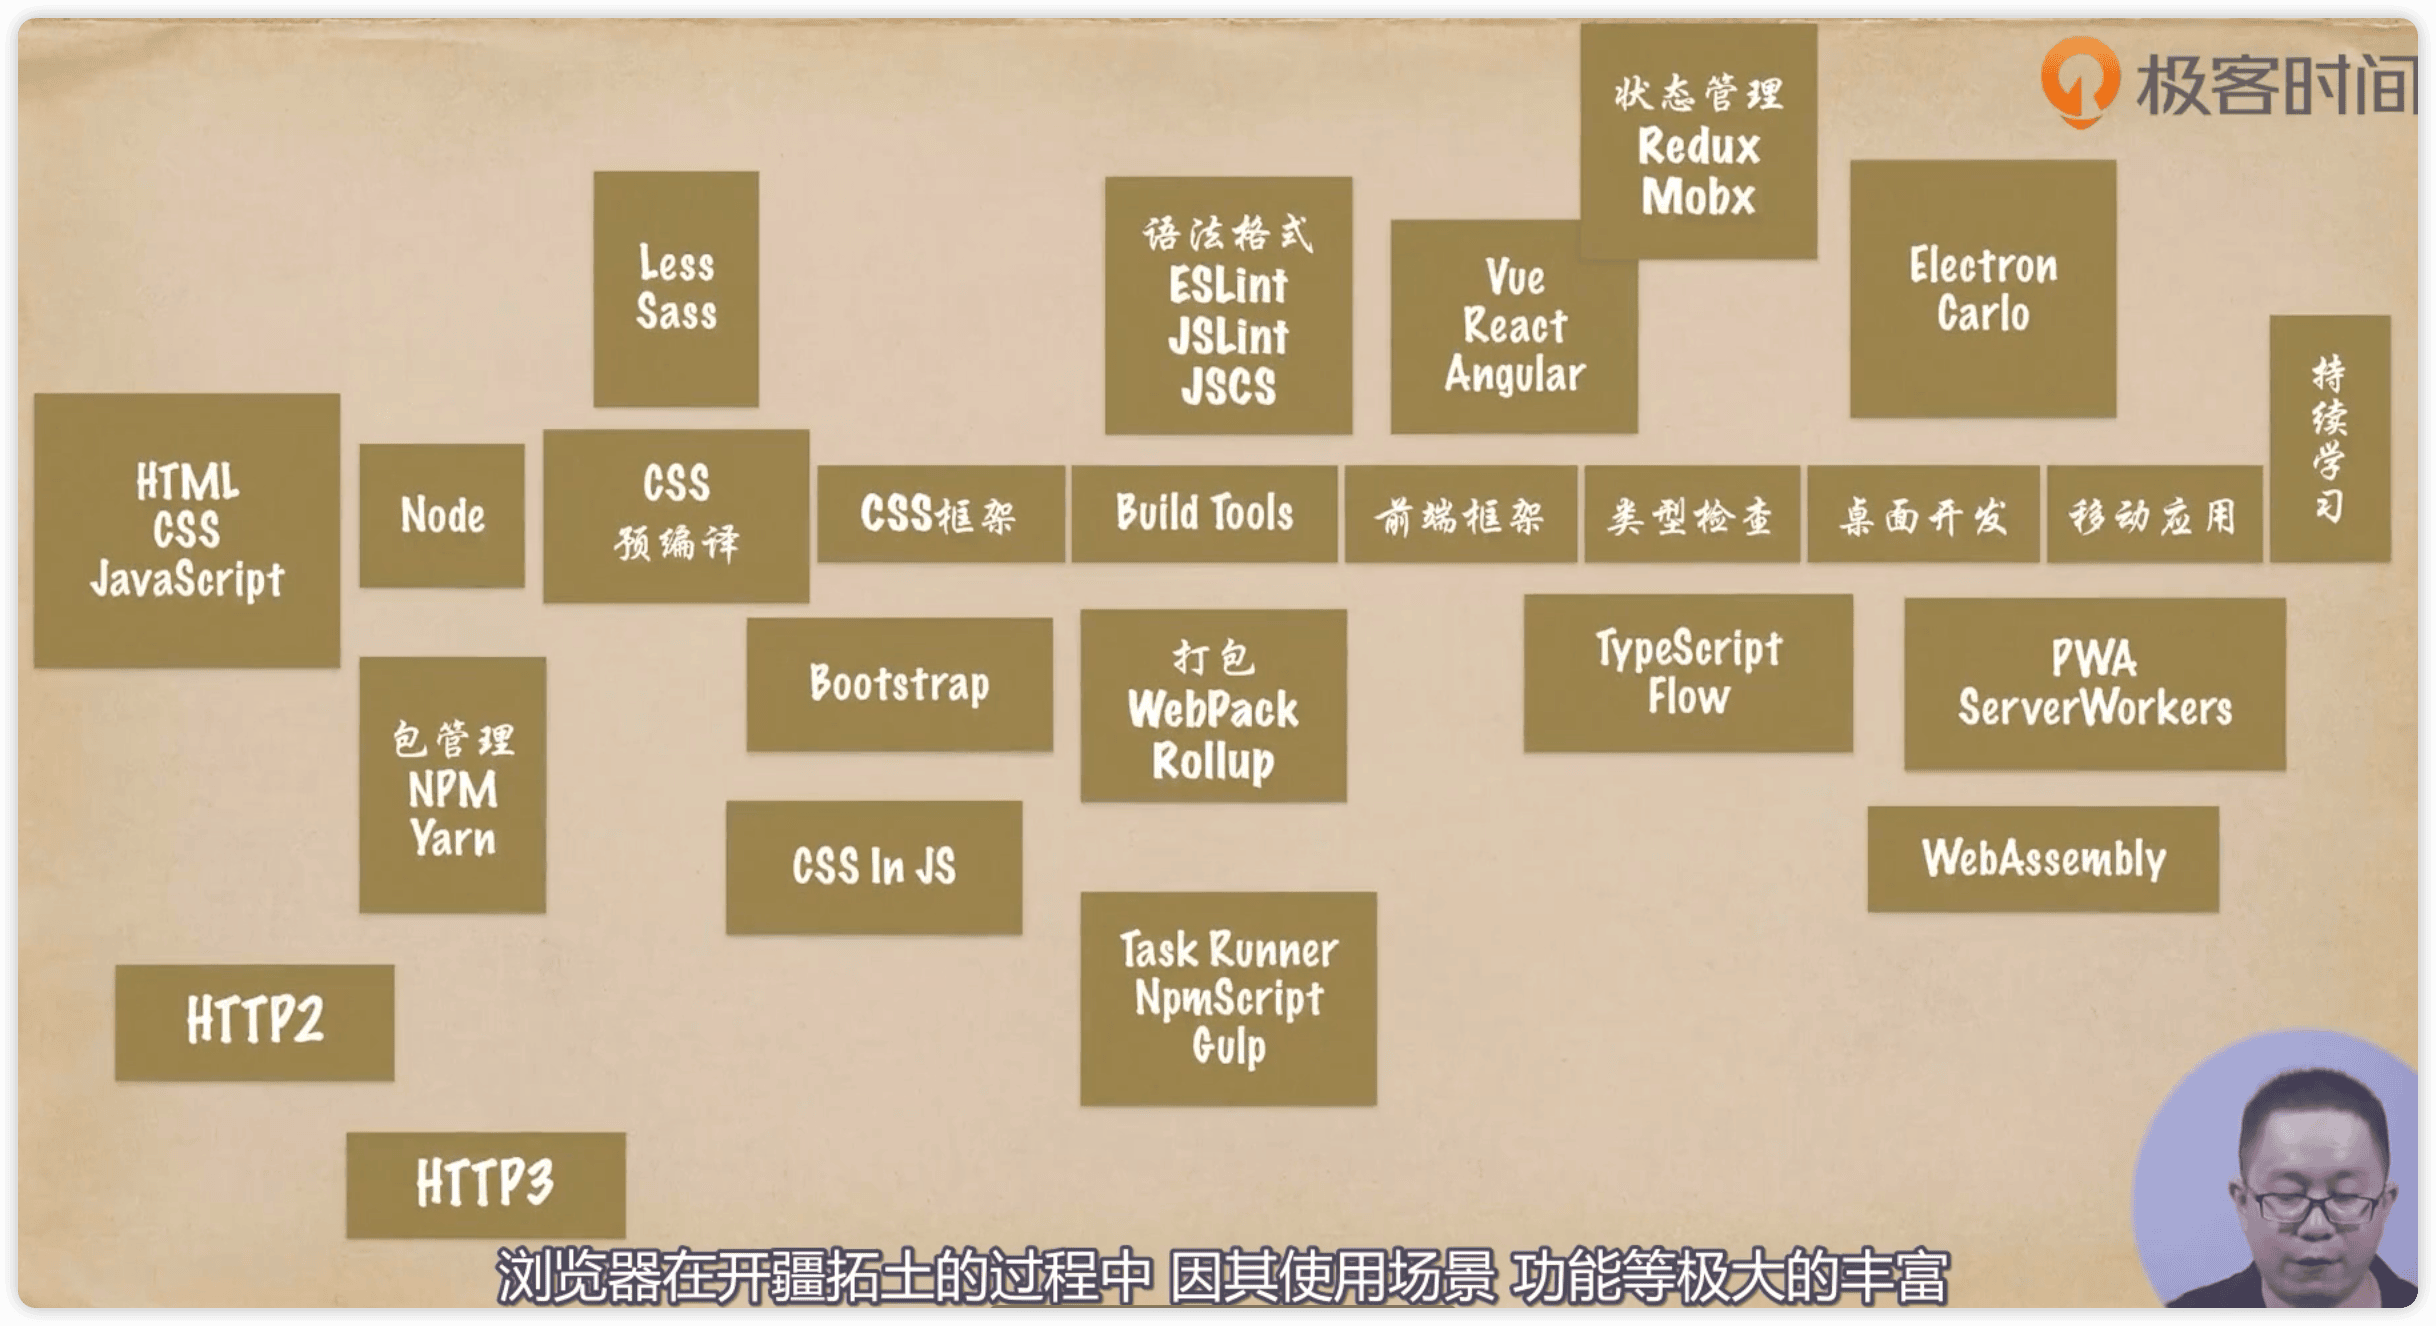 极客时间
状态管理
Redux
Mobx
Less
Sass
语法格式
ESLint
JSLint
JSCS
Vue
React
Angular
Electron
Carlo
持
续
学
习
HTML
CSS
JavaScript
Node
CSS
预编译
CSS框架
Build Tools
前端框架
类型检查
桌面开发
移动应用
包管理
NPM
Yarn
Bootstrap
打包
WebPack
Rollup
TypeScript
Flow
PWA
ServerWorkers
CSS In JS
WebAssembly
Task Runner
NpmScript
Gulp
HTTP2
HTTP3
浏览器在开疆拓土的过程中 因其使用场景 功能等极大的丰富